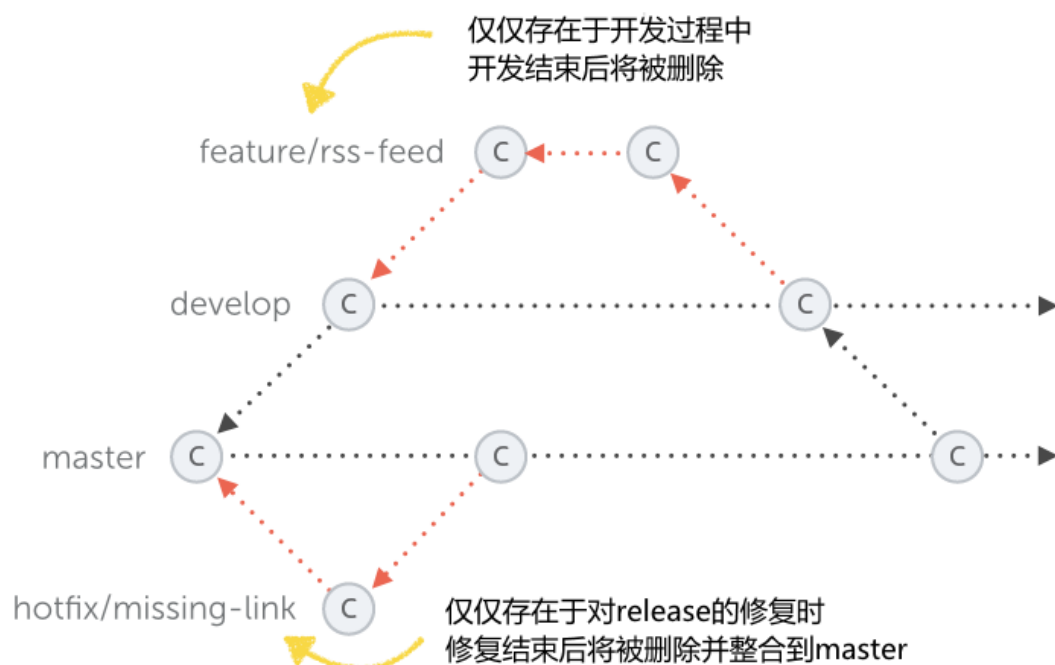 仅仅存在于开发过程中
开发结束后将被删除
feature/rss-feed C C
develop C C
master C C C
hotfix/missing-link C
仅仅存在于对release的修复时
修复结束后将被删除并整合到master